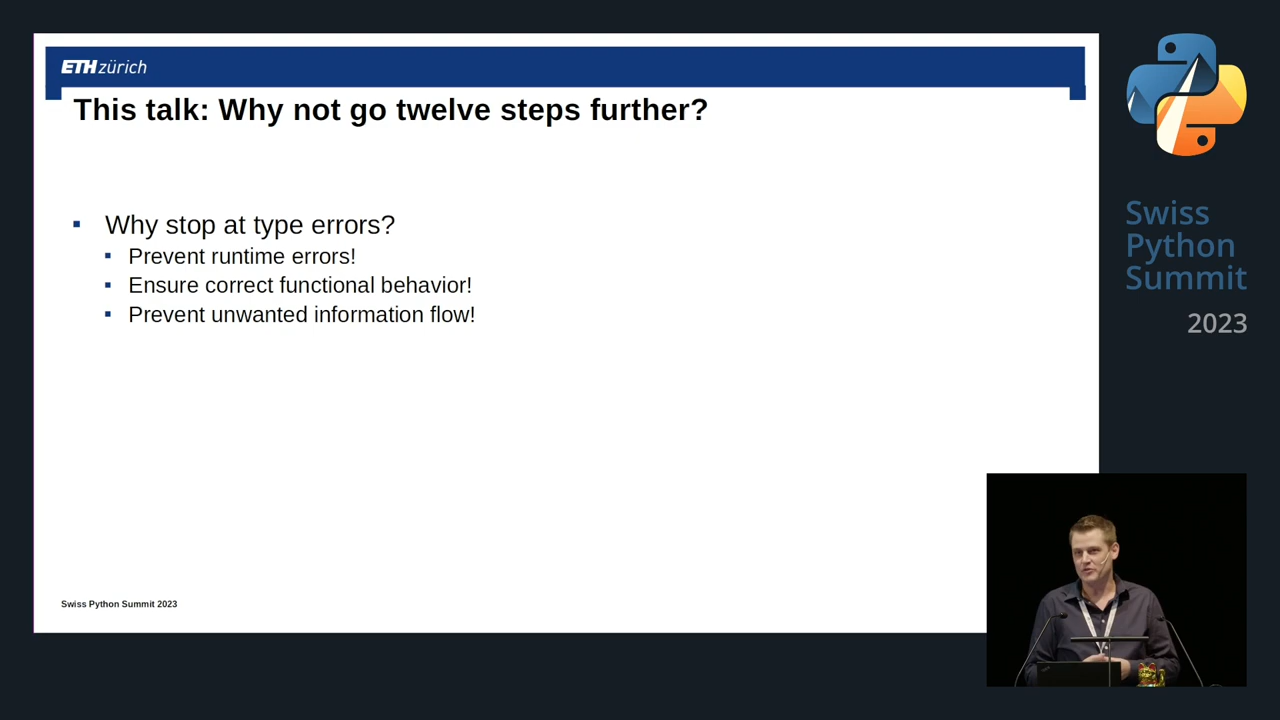 ETH zürich
This talk: Why not go twelve steps further?
Why stop at type errors?
Prevent runtime errors!
Ensure correct functional behavior!
Prevent unwanted information flow!
Swiss Python Summit 2023
Swiss
Python
Summit
2023